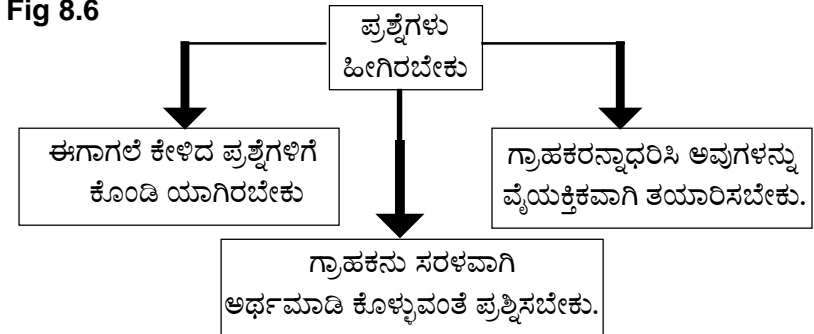 Fig 8.6
ಪ್ರಶ್ನೆಗಳು
ಹೀಗಿರಬೇಕು
ಈಗಾಗಲೆ ಕೇಳಿದ ಪ್ರಶ್ನೆಗಳಿಗೆ
ಕೊಂಡಿ ಯಾಗಿರಬೇಕು
ಗ್ರಾಹಕರನ್ನಾಧರಿಸಿ ಅವುಗಳನ್ನು
ವೈಯಕ್ತಿಕವಾಗಿ ತಯಾರಿಸಬೇಕು.
ಗ್ರಾಹಕನು ಸರಳವಾಗಿ
ಅರ್ಥಮಾಡಿ ಕೊಳ್ಳುವಂತೆ ಪ್ರಶ್ನಿಸಬೇಕು.